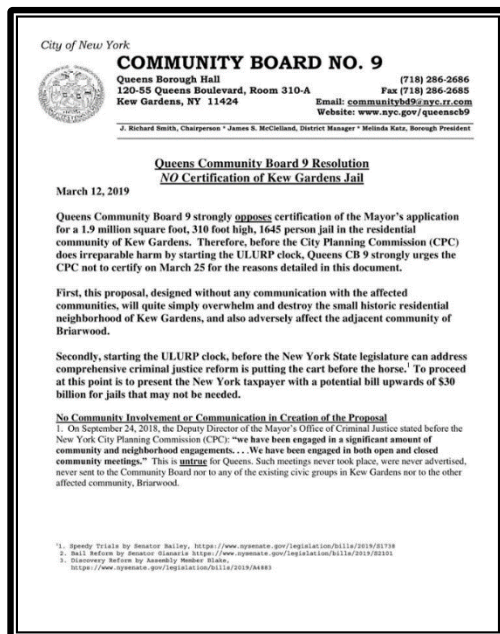 City of New York
COMMUNITY BOARD NO. 9
Queens Borough Hall
(718) 286-2686
120-55 Queens Boulevard, Room 310-A
Fax (718) 286-2685
Kew Gardens, NY 11424
Email: communitybd9@nyc.rr.com
Website: www.nyc.gov/queenscb9
J. Richard Smith, Chairperson * James S. McClelland, District Manager * Melinda Katz, Borough President
Queens Community Board 9 Resolution
NO Certification of Kew Gardens Jail
March 12, 2019
Queens Community Board 9 strongly opposes certification of the Mayor's application
for a 1.9 million square foot, 310 foot high, 1645 person jail in the residential
community of Kew Gardens. Therefore, before the City Planning Commission (CPC)
does irreparable harm by starting the ULURP clock, Queens CB 9 strongly urges the
CPC not to certify on March 25 for the reasons detailed in this document.
First, this proposal, designed without any communication with the affected
communities, will quite simply overwhelm and destroy the small historic residential
neighborhood of Kew Gardens, and also adversely affect the adjacent community of
Briarwood.
Secondly, starting the ULURP clock, before the New York State legislature can address
comprehensive criminal justice reform is putting the cart before the horse.1 To proceed
at this point is to present the New York taxpayer with a potential bill upwards of $30
billion for jails that may not be needed.
No Community Involvement or Communication in Creation of the Proposal
1. On September 24, 2018, the Deputy Director of the Mayor's Office of Criminal Justice stated before the
New York City Planning Commission (CPC): "we have been engaged in a significant amount of
community and neighborhood engagements. . . .We have been engaged in both open and closed
community meetings." This is untrue for Queens. Such meetings never took place, were never advertised,
never sent to the Community Board nor to any of the existing civic groups in Kew Gardens nor to the other
affected community, Briarwood.
1 1. Speedy Trials by Senator Bailey, https://www.nysenate.gov/legislation/bills/2019/S1738
2. Bail Reform by Senator Gianaris https://www.nysenate.gov/legislation/bills/2019/S2101
3. Discovery Reform by Assembly Member Blake,
https://www.nysenate.gov/legislation/bills/2019/A4883